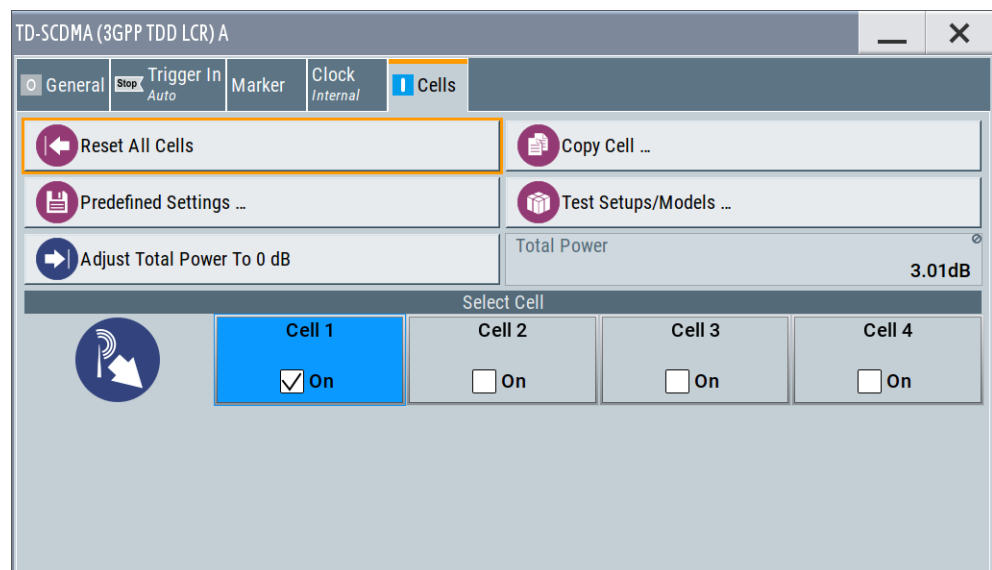 TD-SCDMA (3GPP TDD LCR) A
O General
Stop
Trigger In
Auto
Marker
Clock
Internal
Cells
Reset All Cells
Copy Cell ...
Predefined Settings ...
Test Setups/Models ...
Adjust Total Power To 0 dB
Total Power
3.01dB
Select Cell
Cell 1
Cell 2
Cell 3
Cell 4
On
On
On
On